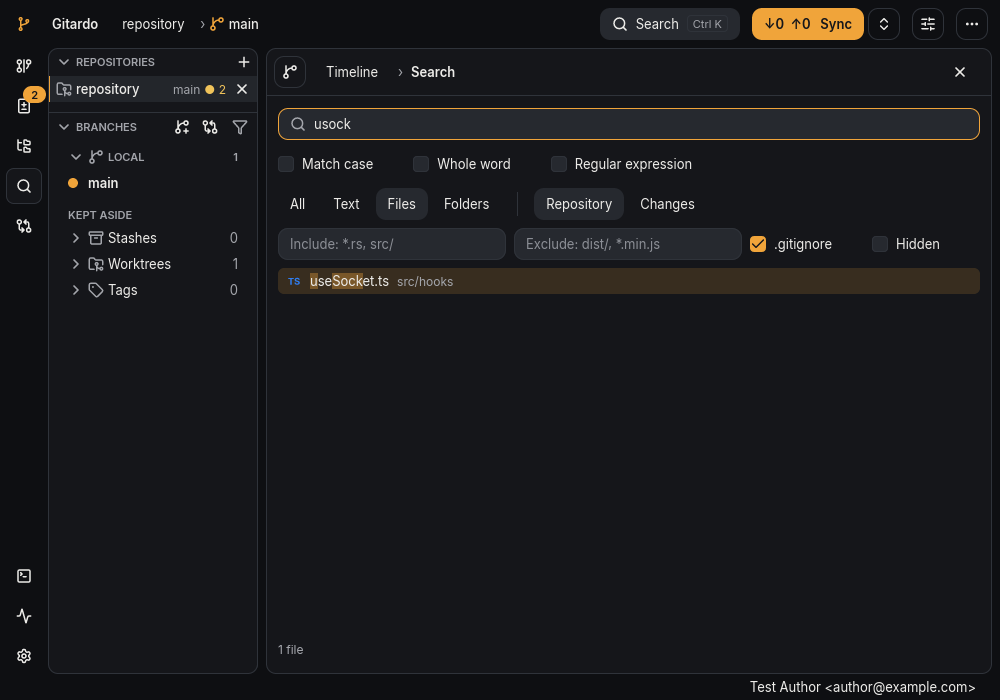 Gitardo repository › main Search Ctrl K ↓0 ↑0 Sync
2
REPOSITORIES
repository main 2
BRANCHES
LOCAL 1
main
KEPT ASIDE
Stashes 0
Worktrees 1
Tags 0
Timeline › Search
usock
Match case Whole word Regular expression
All Text Files Folders Repository Changes
Include: *.rs, src/ Exclude: dist/, *.min.js .gitignore Hidden
TS useSocket.ts src/hooks
1 file
Test Author <author@example.com>